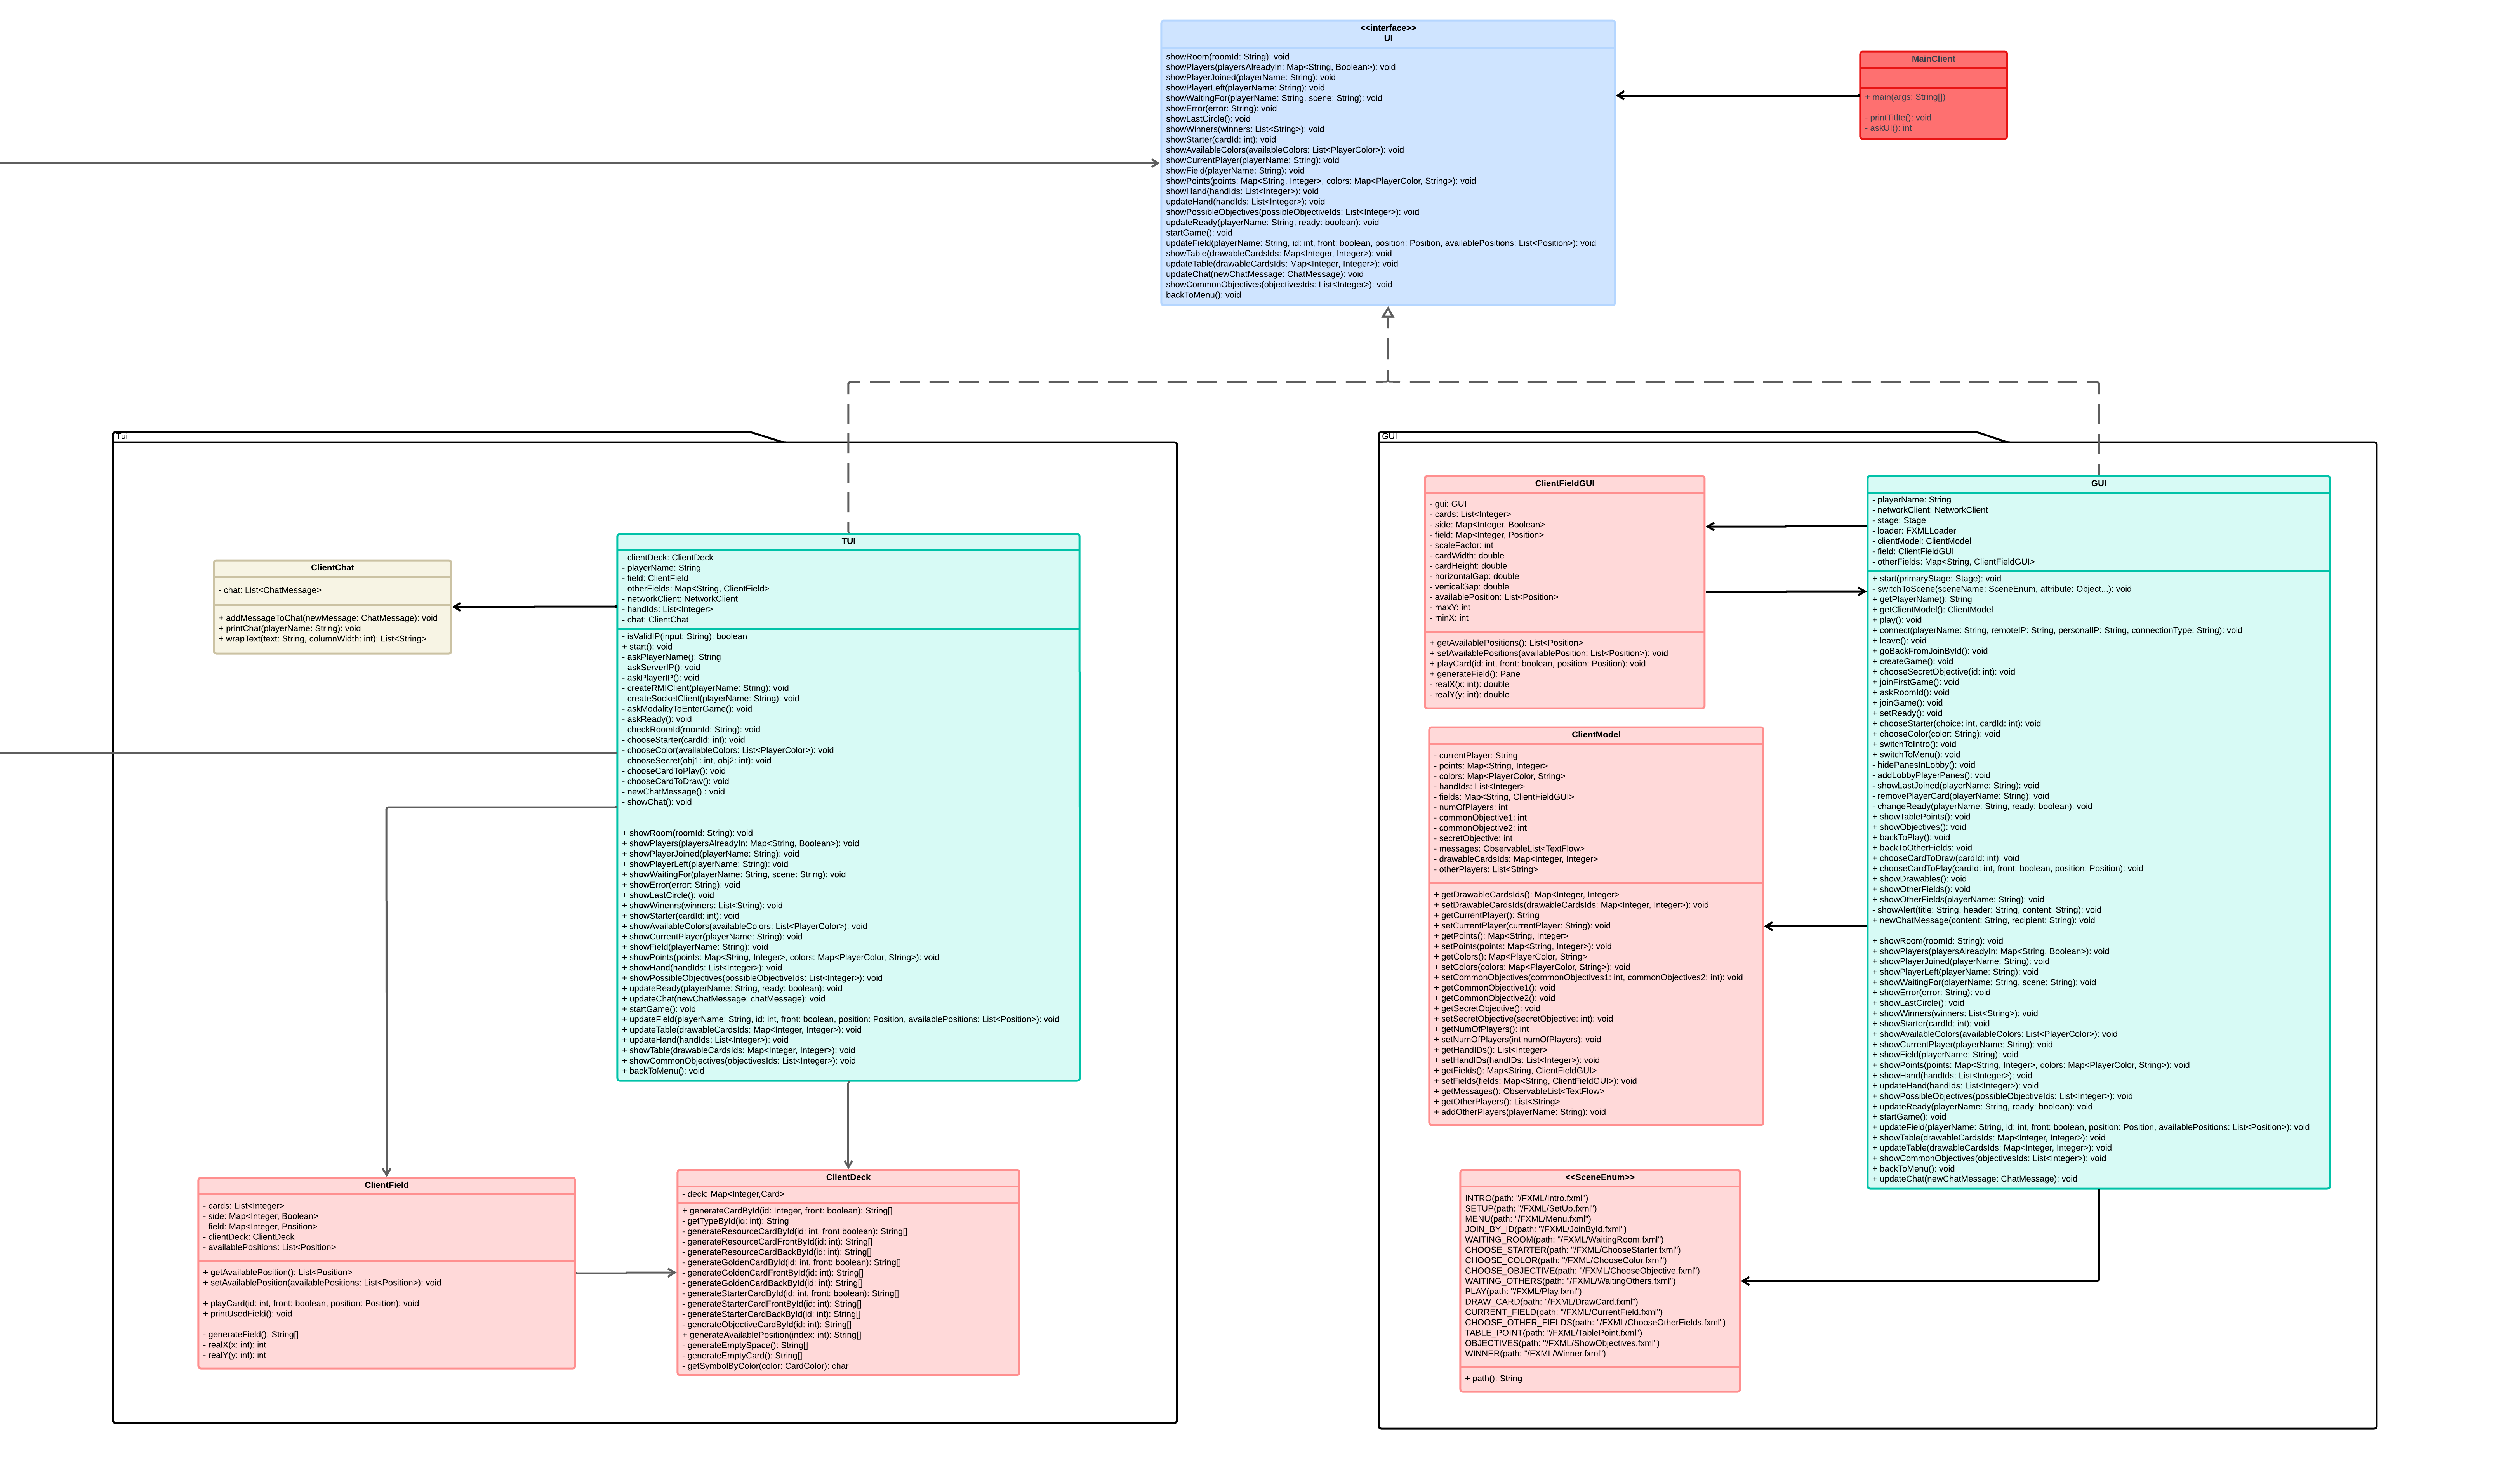 <<interface>>
UI
showRoom(roomId: String): void
showPlayers(playersAlreadyIn: Map<String, Boolean>): void
showPlayerJoined(playerName: String): void
showPlayerLeft(playerName: String): void
showWaitingFor(playerName: String, scene: String): void
showError(error: String): void
showLastCircle(): void
showWinners(winners: List<String>): void
showStarter(cardId: int): void
showAvailableColors(availableColors: List<PlayerColor>): void
showCurrentPlayer(playerName: String): void
showField(playerName: String): void
showPoints(points: Map<String, Integer>, colors: Map<PlayerColor, String>): void
showHand(handIds: List<Integer>): void
updateHand(handIds: List<Integer>): void
showPossibleObjectives(possibleObjectiveIds: List<Integer>): void
updateReady(playerName: String, ready: boolean): void
startGame(): void
updateField(playerName: String, id: int, front: boolean, position: Position, availablePositions: List<Position>): void
showTable(drawableCardsIds: Map<Integer, Integer>): void
updateTable(drawableCardsIds: Map<Integer, Integer>): void
updateChat(newChatMessage: ChatMessage): void
showCommonObjectives(objectivesIds: List<Integer>): void
backToMenu(): void
MainClient
+ main(args: String[])
- printTitlte(): void
- askUI(): int
Tui
ClientChat
- chat: List<ChatMessage>
+ addMessageToChat(newMessage: ChatMessage): void
+ printChat(playerName: String): void
+ wrapText(text: String, columnWidth: int): List<String>
TUI
- clientDeck: ClientDeck
- playerName: String
- field: ClientField
- otherFields: Map<String, ClientField>
- networkClient: NetworkClient
- handIds: List<Integer>
- chat: ClientChat
- isValidIP(input: String): boolean
+ start(): void
- askPlayerName(): String
- askServerIP(): void
- askPlayerIP(): void
- createRMIClient(playerName: String): void
- createSocketClient(playerName: String): void
- askModalityToEnterGame(): void
- askReady(): void
- checkRoomId(roomId: String): void
- chooseStarter(cardId: int): void
- chooseColor(availableColors: List<PlayerColor>): void
- chooseSecret(obj1: int, obj2: int): void
- chooseCardToPlay(): void
- chooseCardToDraw(): void
- newChatMessage() : void
- showChat(): void
+ showRoom(roomId: String): void
+ showPlayers(playersAlreadyIn: Map<String, Boolean>): void
+ showPlayerJoined(playerName: String): void
+ showPlayerLeft(playerName: String): void
+ showWaitingFor(playerName: String, scene: String): void
+ showError(error: String): void
+ showLastCircle(): void
+ showWinenrs(winners: List<String): void
+ showStarter(cardId: int): void
+ showAvailableColors(availableColors: List<PlayerColor>): void
+ showCurrentPlayer(playerName: String): void
+ showField(playerName: String): void
+ showPoints(points: Map<String, Integer>, colors: Map<PlayerColor, String>): void
+ showHand(handIds: List<Integer>): void
+ showPossibleObjectives(possibleObjectiveIds: List<Integer>): void
+ updateReady(playerName: String, ready: boolean): void
+ updateChat(newChatMessage: chatMessage): void
+ startGame(): void
+ updateField(playerName: String, id: int, front: boolean, position: Position, availablePositions: List<Position>): void
+ updateTable(drawableCardsIds: Map<Integer, Integer>): void
+ updateHand(handIds: List<Integer>): void
+ showTable(drawableCardsIds: Map<Integer, Integer>): void
+ showCommonObjectives(objectivesIds: List<Integer>): void
+ backToMenu(): void
ClientField
- cards: List<Integer>
- side: Map<Integer, Boolean>
- field: Map<Integer, Position>
- clientDeck: ClientDeck
- availablePositions: List<Position>
+ getAvailablePosition(): List<Position>
+ setAvailablePosition(availablePositions: List<Position>): void
+ playCard(id: int, front: boolean, position: Position): void
+ printUsedField(): void
- generateField(): String[]
- realX(x: int): int
- realY(y: int): int
ClientDeck
- deck: Map<Integer,Card>
+ generateCardById(id: Integer, front: boolean): String[]
- getTypeById(id: int): String
- generateResourceCardById(id: int, front boolean): String[]
- generateResourceCardFrontById(id: int): String[]
- generateResourceCardBackById(id: int): String[]
- generateGoldenCardById(id: int, front: boolean): String[]
- generateGoldenCardFrontById(id: int): String[]
- generateGoldenCardBackById(id: int): String[]
- generateStarterCardById(id: int, front: boolean): String[]
- generateStarterCardFrontById(id: int): String[]
- generateStarterCardBackById(id: int): String[]
- generateObjectiveCardById(id: int): String[]
+ generateAvailablePosition(index: int): String[]
- generateEmptySpace(): String[]
- generateEmptyCard(): String[]
- getSymbolByColor(color: CardColor): char
GUI
ClientFieldGUI
- gui: GUI
- cards: List<Integer>
- side: Map<Integer, Boolean>
- field: Map<Integer, Position>
- scaleFactor: int
- cardWidth: double
- cardHeight: double
- horizontalGap: double
- verticalGap: double
- availablePosition: List<Position>
- maxY: int
- minX: int
+ getAvailablePositions(): List<Position>
+ setAvailablePositions(availablePosition: List<Position>): void
+ playCard(id: int, front: boolean, position: Position): void
+ generateField(): Pane
- realX(x: int): double
- realY(y: int): double
ClientModel
- currentPlayer: String
- points: Map<String, Integer>
- colors: Map<PlayerColor, String>
- handIds: List<Integer>
- fields: Map<String, ClientFieldGUI>
- numOfPlayers: int
- commonObjective1: int
- commonObjective2: int
- secretObjective: int
- messages: ObservableList<TextFlow>
- drawableCardsIds: Map<Integer, Integer>
- otherPlayers: List<String>
+ getDrawableCardsIds(): Map<Integer, Integer>
+ setDrawableCardsIds(drawableCardsIds: Map<Integer, Integer>): void
+ getCurrentPlayer(): String
+ setCurrentPlayer(currentPlayer: String): void
+ getPoints(): Map<String, Integer>
+ setPoints(points: Map<String, Integer>): void
+ getColors(): Map<PlayerColor, String>
+ setColors(colors: Map<PlayerColor, String>): void
+ setCommonObjectives(commonObjectives1: int, commonObjectives2: int): void
+ getCommonObjective1(): void
+ getCommonObjective2(): void
+ getSecretObjective(): void
+ setSecretObjective(secretObjective: int): void
+ getNumOfPlayers(): int
+ setNumOfPlayers(int numOfPlayers): void
+ getHandIDs(): List<Integer>
+ setHandIDs(handIDs: List<Integer>): void
+ getFields(): Map<String, ClientFieldGUI>
+ setFields(fields: Map<String, ClientFieldGUI>): void
+ getMessages(): ObservableList<TextFlow>
+ getOtherPlayers(): List<String>
+ addOtherPlayers(playerName: String): void
<<SceneEnum>>
INTRO(path: "/FXML/Intro.fxml")
SETUP(path: "/FXML/SetUp.fxml")
MENU(path: "/FXML/Menu.fxml")
JOIN_BY_ID(path: "/FXML/JoinById.fxml")
WAITING_ROOM(path: "/FXML/WaitingRoom.fxml")
CHOOSE_STARTER(path: "/FXML/ChooseStarter.fxml")
CHOOSE_COLOR(path: "/FXML/ChooseColor.fxml")
CHOOSE_OBJECTIVE(path: "/FXML/ChooseObjective.fxml")
WAITING_OTHERS(path: "/FXML/WaitingOthers.fxml")
PLAY(path: "/FXML/Play.fxml")
DRAW_CARD(path: "/FXML/DrawCard.fxml")
CURRENT_FIELD(path: "/FXML/CurrentField.fxml")
CHOOSE_OTHER_FIELDS(path: "/FXML/ChooseOtherFields.fxml")
TABLE_POINT(path: "/FXML/TablePoint.fxml")
OBJECTIVES(path: "/FXML/ShowObjectives.fxml")
WINNER(path: "/FXML/Winner.fxml")
+ path(): String
GUI
- playerName: String
- networkClient: NetworkClient
- stage: Stage
- loader: FXMLLoader
- clientModel: ClientModel
- field: ClientFieldGUI
- otherFields: Map<String, ClientFieldGUI>
+ start(primaryStage: Stage): void
- switchToScene(sceneName: SceneEnum, attribute: Object...): void
+ getPlayerName(): String
+ getClientModel(): ClientModel
+ play(): void
+ connect(playerName: String, remoteIP: String, personalIP: String, connectionType: String): void
+ leave(): void
+ goBackFromJoinById(): void
+ createGame(): void
+ chooseSecretObjective(id: int): void
+ joinFirstGame(): void
+ askRoomId(): void
+ joinGame(): void
+ setReady(): void
+ chooseStarter(choice: int, cardId: int): void
+ chooseColor(color: String): void
+ switchToIntro(): void
+ switchToMenu(): void
- hidePanesInLobby(): void
- addLobbyPlayerPanes(): void
- showLastJoined(playerName: String): void
- removePlayerCard(playerName: String): void
- changeReady(playerName: String, ready: boolean): void
+ showTablePoints(): void
+ showObjectives(): void
+ backToPlay(): void
+ backToOtherFields: void
+ chooseCardToDraw(cardId: int): void
+ chooseCardToPlay(cardId: int, front: boolean, position: Position): void
+ showDrawables(): void
+ showOtherFields(): void
+ showOtherFields(playerName: String): void
- showAlert(title: String, header: String, content: String): void
+ newChatMessage(content: String, recipient: String): void
+ showRoom(roomId: String): void
+ showPlayers(playersAlreadyIn: Map<String, Boolean>): void
+ showPlayerJoined(playerName: String): void
+ showPlayerLeft(playerName: String): void
+ showWaitingFor(playerName: String, scene: String): void
+ showError(error: String): void
+ showLastCircle(): void
+ showWinners(winners: List<String>): void
+ showStarter(cardId: int): void
+ showAvailableColors(availableColors: List<PlayerColor>): void
+ showCurrentPlayer(playerName: String): void
+ showField(playerName: String): void
+ showPoints(points: Map<String, Integer>, colors: Map<PlayerColor, String>): void
+ showHand(handIds: List<Integer>): void
+ updateHand(handIds: List<Integer>): void
+ showPossibleObjectives(possibleObjectiveIds: List<Integer>): void
+ updateReady(playerName: String, ready: boolean): void
+ startGame(): void
+ updateField(playerName: String, id: int, front: boolean, position: Position, availablePositions: List<Position>): void
+ showTable(drawableCardsIds: Map<Integer, Integer>): void
+ updateTable(drawableCardsIds: Map<Integer, Integer>): void
+ showCommonObjectives(objectivesIds: List<Integer>): void
+ backToMenu(): void
+ updateChat(newChatMessage: ChatMessage): void